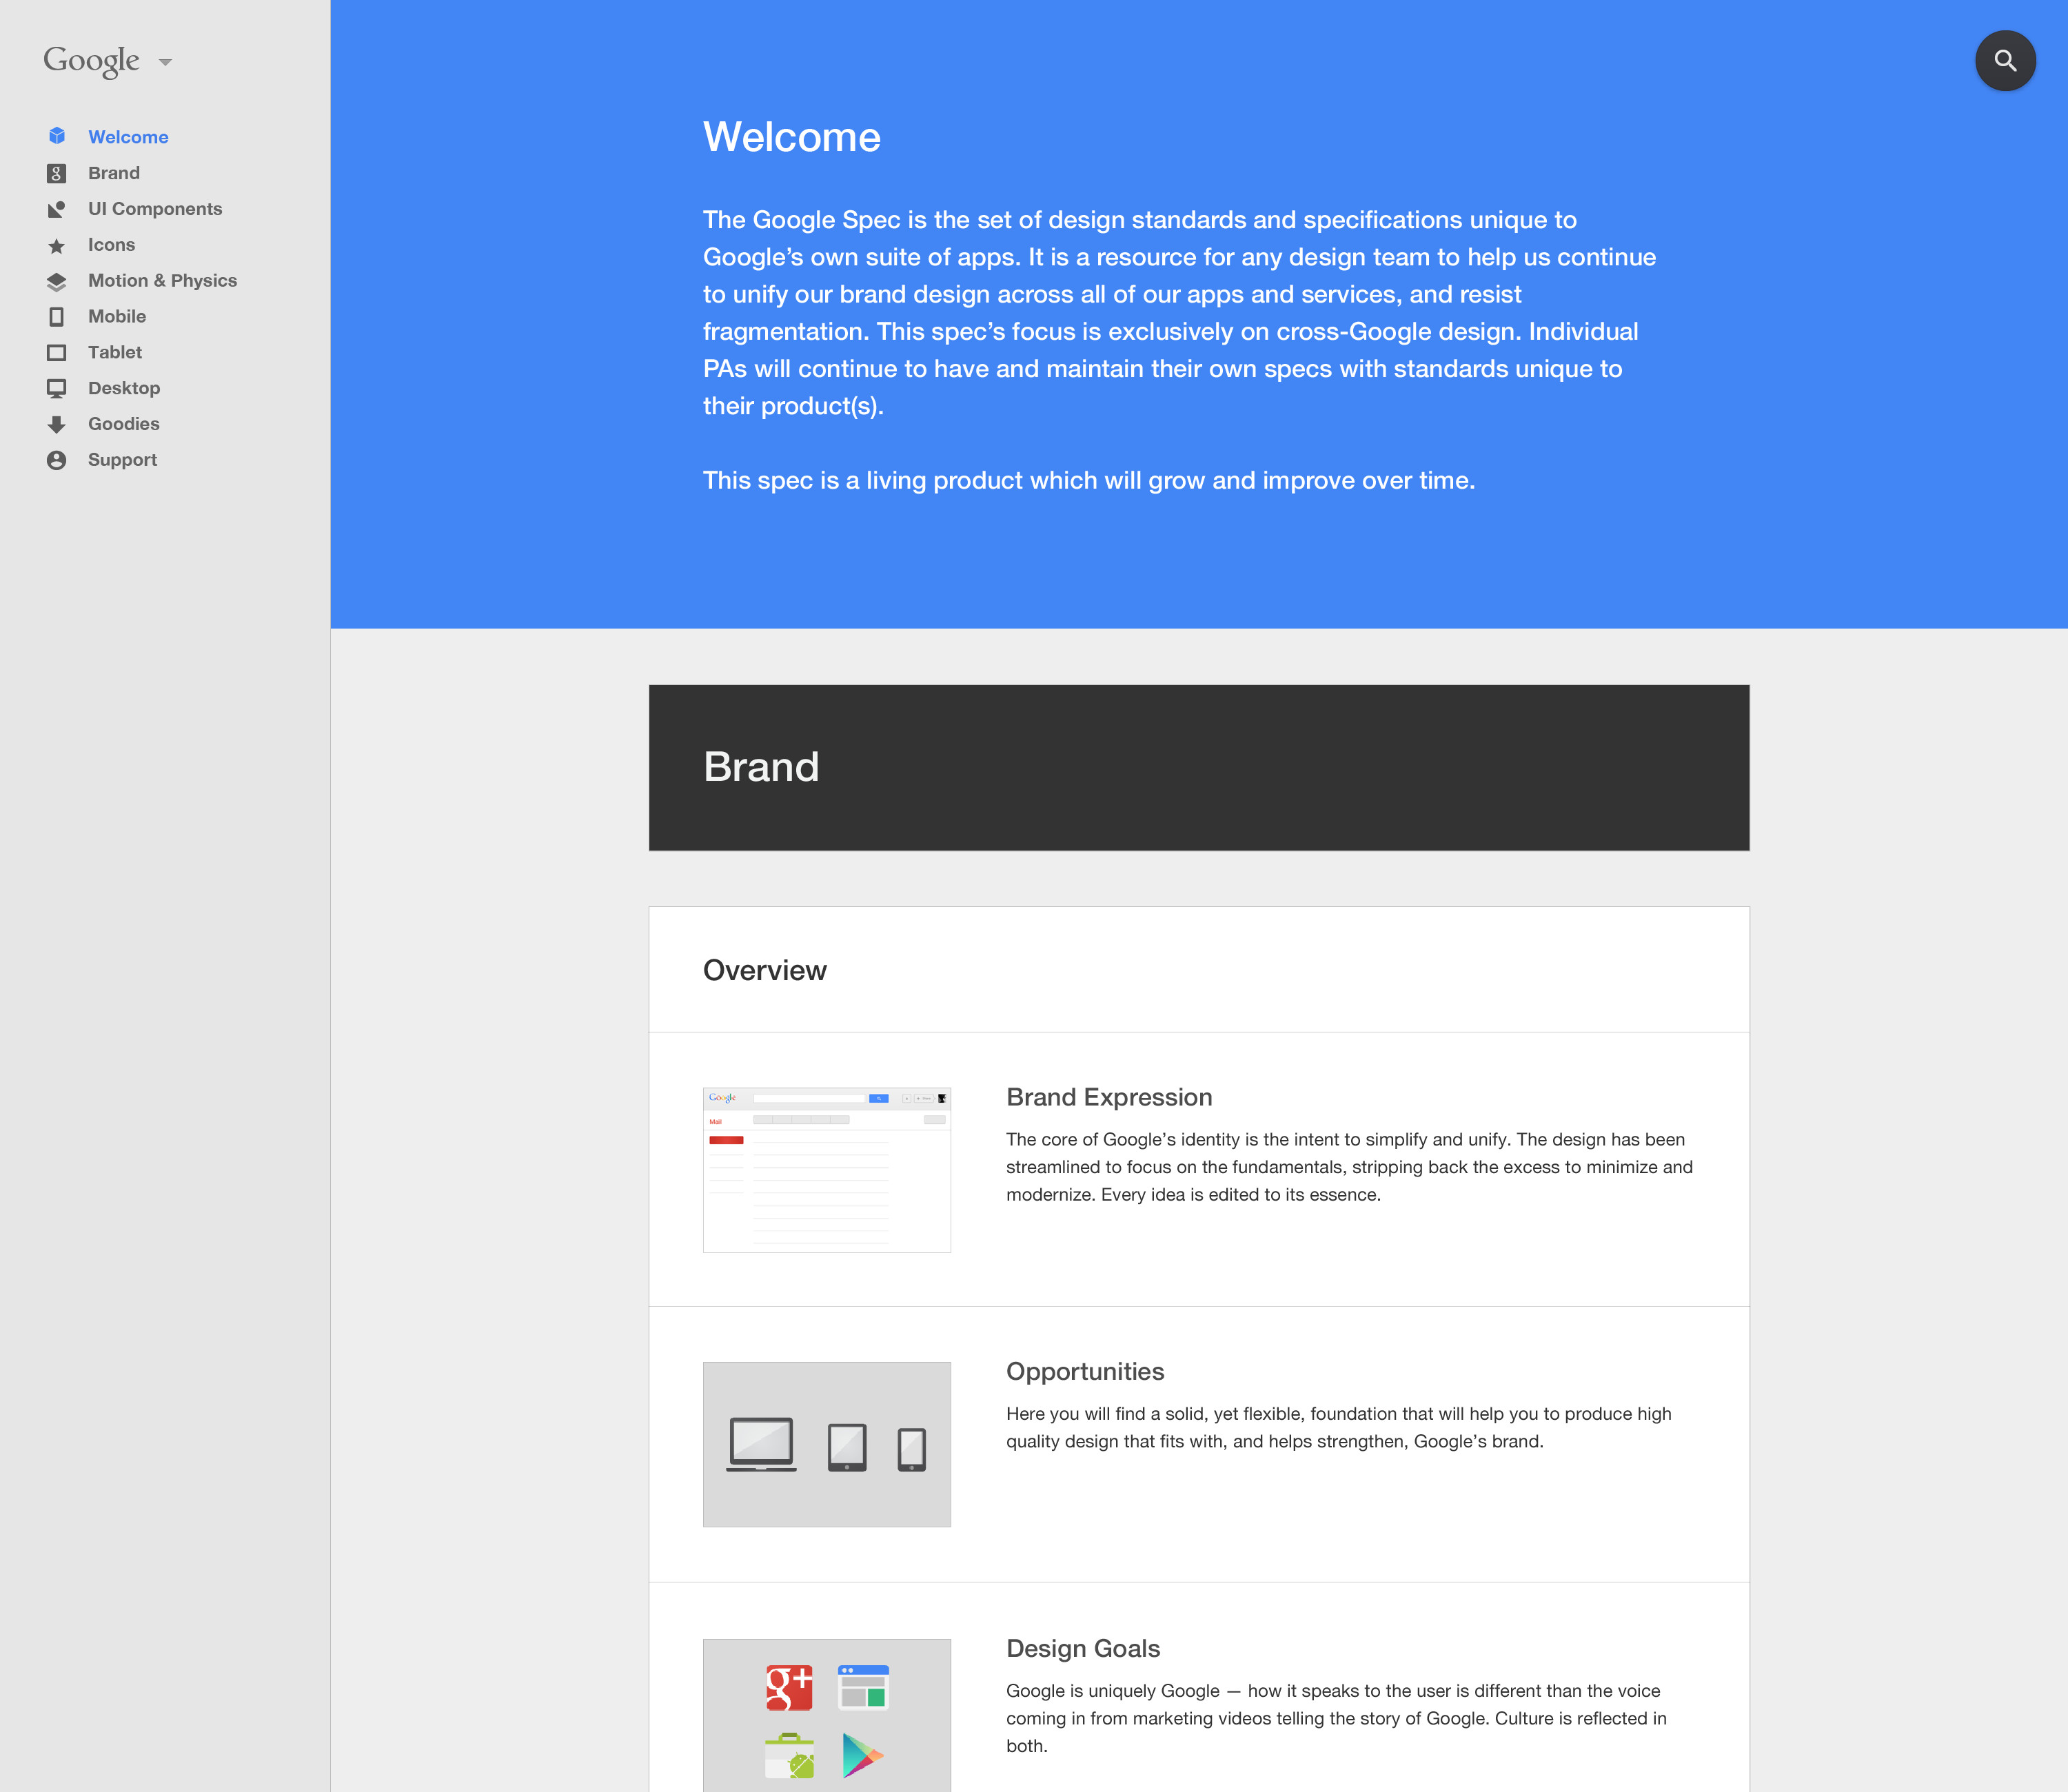 Google
Welcome
Brand
UI Components
Icons
Motion & Physics
Mobile
Tablet
Desktop
Goodies
Support
Welcome
The Google Spec is the set of design standards and specifications unique to
Google’s own suite of apps. It is a resource for any design team to help us continue
to unify our brand design across all of our apps and services, and resist
fragmentation. This spec’s focus is exclusively on cross-Google design. Individual
PAs will continue to have and maintain their own specs with standards unique to
their product(s).
This spec is a living product which will grow and improve over time.
Brand
Overview
Google
Mail
Brand Expression
The core of Google’s identity is the intent to simplify and unify. The design has been
streamlined to focus on the fundamentals, stripping back the excess to minimize and
modernize. Every idea is edited to its essence.
Opportunities
Here you will find a solid, yet flexible, foundation that will help you to produce high
quality design that fits with, and helps strengthen, Google’s brand.
g+
Design Goals
Google is uniquely Google — how it speaks to the user is different than the voice
coming in from marketing videos telling the story of Google. Culture is reflected in
both.